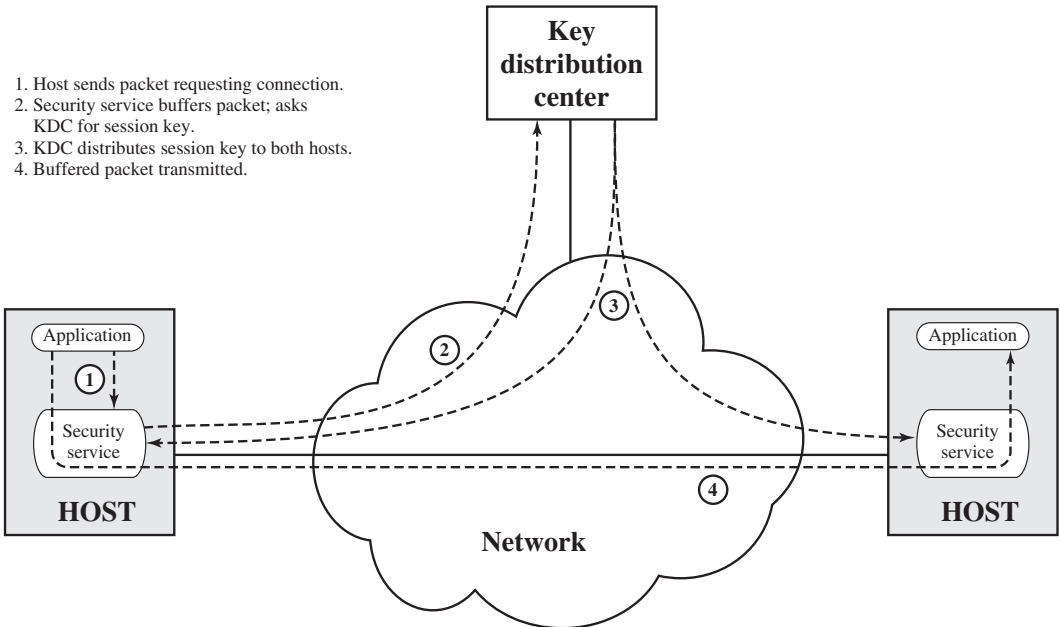 Key
distribution
center
1. Host sends packet requesting connection.
2. Security service buffers packet; asks
KDC for session key.
3. KDC distributes session key to both hosts.
4. Buffered packet transmitted.
3
2
Application
1
Security
service
HOST
Application
Security
service
HOST
4
Network